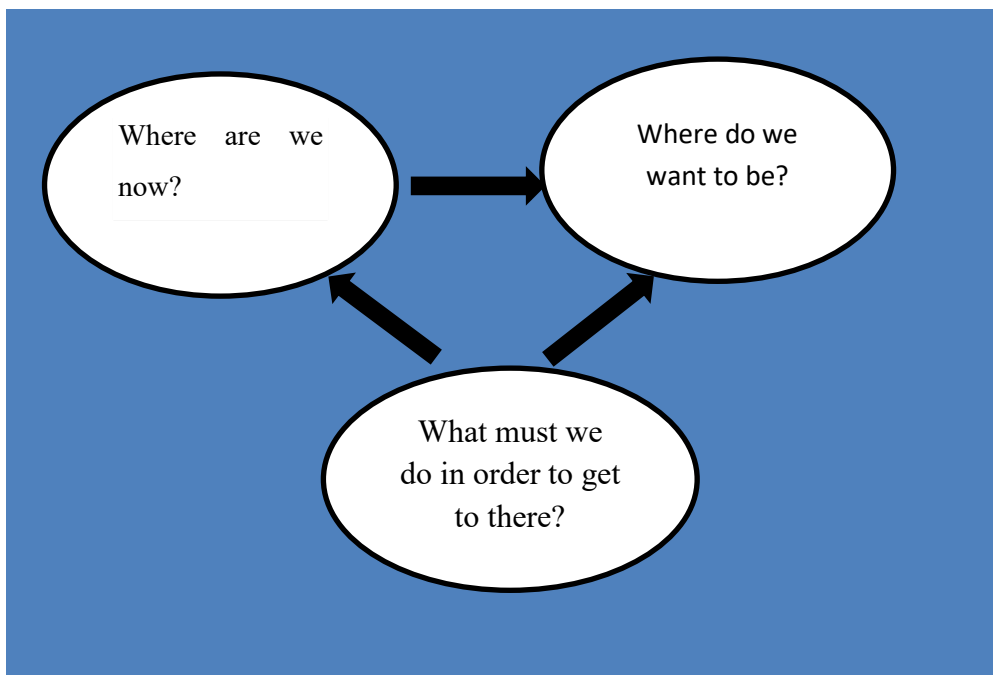 Where are we
now?
Where do we
want to be?
What must we
do in order to get
to there?